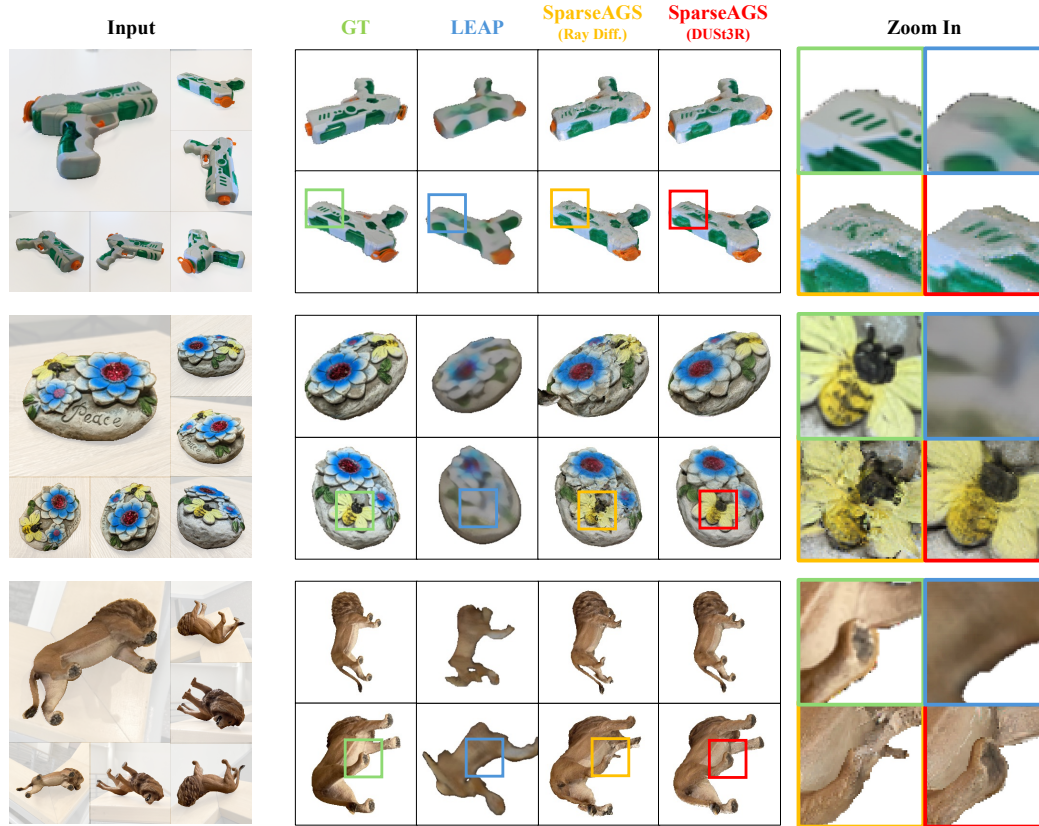 Input
GT
LEAP
SparseAGS
(Ray Diff.)
SparseAGS
(DUSt3R)
Zoom In
Peace